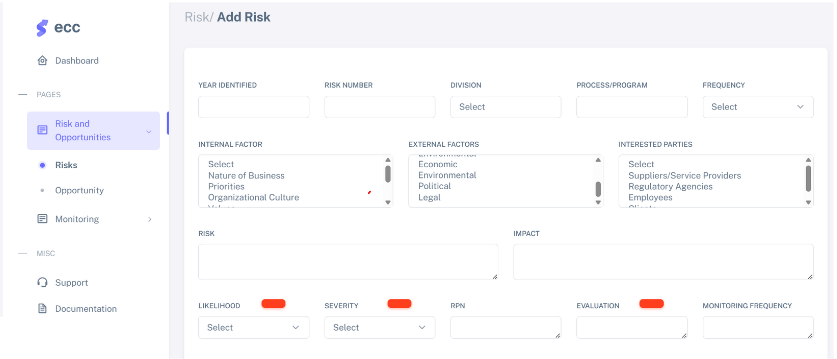 ecc
Dashboard
PAGES
Risk and
Opportunities
Risks
Opportunity
Monitoring
MISC
Support
Documentation
Risk/ Add Risk
YEAR IDENTIFIED
RISK NUMBER
DIVISION
Select
PROCESS/PROGRAM
FREQUENCY
Select
INTERNAL FACTOR
Select
Nature of Business
Priorities
Organizational Culture
EXTERNAL FACTORS
Economic
Environmental
Political
Legal
INTERESTED PARTIES
Select
Suppliers/Service Providers
Regulatory Agencies
Employees
RISK
IMPACT
LIKELIHOOD
Select
SEVERITY
Select
RPN
EVALUATION
MONITORING FREQUENCY